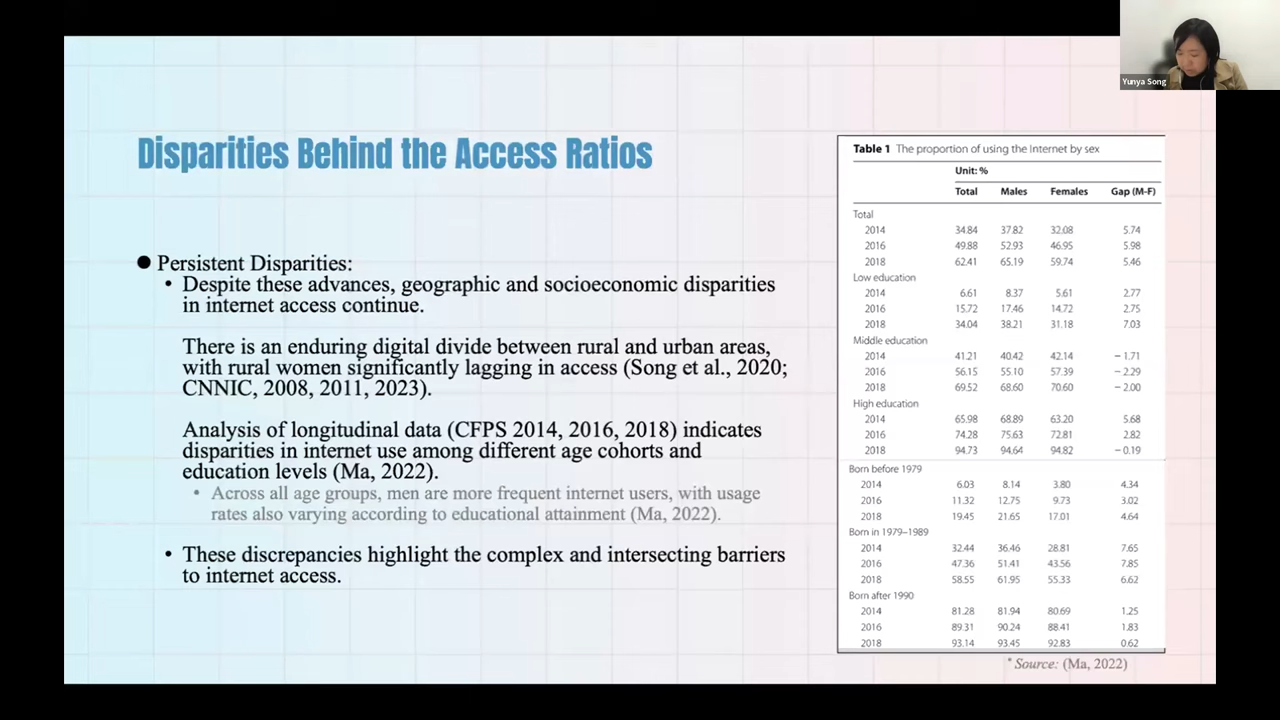 Yunya Song
Disparities Behind the Access Ratios
● Persistent Disparities:
• Despite these advances, geographic and socioeconomic disparities
in internet access continue.
There is an enduring digital divide between rural and urban areas,
with rural women significantly lagging in access (Song et al., 2020;
CNNIC, 2008, 2011, 2023).
Analysis of longitudinal data (CFPS 2014, 2016, 2018) indicates
disparities in internet use among different age cohorts and
education levels (Ma, 2022).
• Across all age groups, men are more frequent internet users, with usage
rates also varying according to educational attainment (Ma, 2022).
• These discrepancies highlight the complex and intersecting barriers
to internet access.
Table 1 The proportion of using the Internet by sex
Unit: %
Total Males Females Gap (M-F)
Total
2014 34.84 37.82 32.08 5.74
2016 49.88 52.93 46.95 5.98
2018 62.41 65.19 59.74 5.46
Low education
2014 6.61 8.37 5.61 2.77
2016 15.72 17.46 14.72 2.75
2018 34.04 38.21 31.18 7.03
Middle education
2014 41.21 40.42 42.14 −1.71
2016 56.15 55.10 57.39 −2.29
2018 69.52 68.60 70.60 −2.00
High education
2014 65.98 68.89 63.20 5.68
2016 74.28 75.63 72.81 2.82
2018 94.73 94.64 94.82 −0.19
Born before 1979
2014 6.03 8.14 3.80 4.34
2016 11.32 12.75 9.73 3.02
2018 19.45 21.65 17.01 4.64
Born in 1979–1989
2014 32.44 36.46 28.81 7.65
2016 47.36 51.41 43.56 7.85
2018 58.55 61.95 55.33 6.62
Born after 1990
2014 81.28 81.94 80.69 1.25
2016 89.31 90.24 88.41 1.83
2018 93.14 93.45 92.83 0.62
* Source: (Ma, 2022)